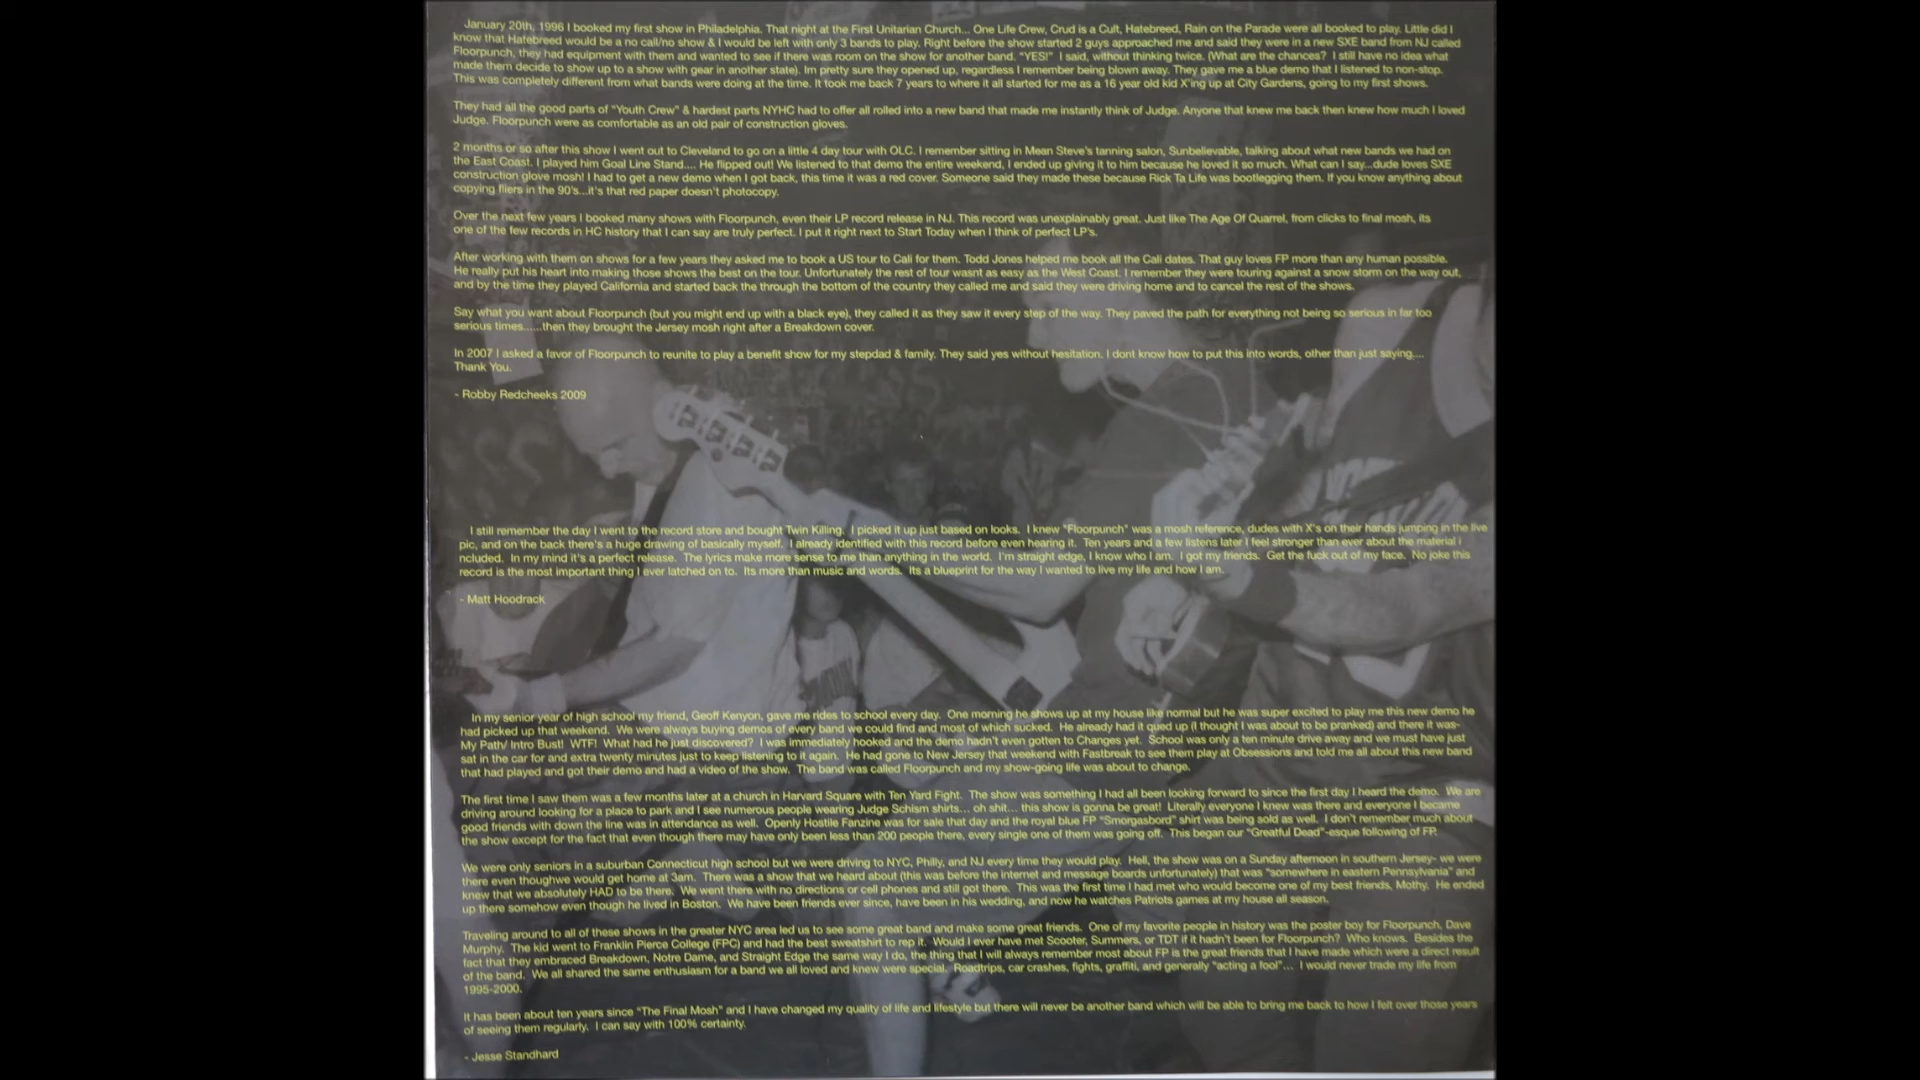 January 20th, 1996 I booked my first show in Philadelphia. That night at the First Unitarian Church... One Life Crew, Crud is a Cult, Hatebreed, Rain on the Parade were all booked to play. Little did I
know that Hatebreed would be a no call/no show & I would be left with only 3 bands to play. Right before the show started 2 guys approached me and said they were in a new SXE band from NJ called
Floorpunch, they had equipment with them and wanted to see if there was room on the show for another band. "YES!" I said, without thinking twice. (What are the chances? I still have no idea what
made them decide to show up to a show with gear in another state). Im pretty sure they opened up, regardless I remember being blown away. They gave me a blue demo that I listened to non-stop.
This was completely different from what bands were doing at the time. It took me back 7 years to where it all started for me as a 16 year old kid X'ing up at City Gardens, going to my first shows.
They had all the good parts of "Youth Crew" & hardest parts NYHC had to offer all rolled into a new band that made me instantly think of Judge. Anyone that knew me back then knew how much I loved
Judge. Floorpunch were as comfortable as an old pair of construction gloves.
2 months or so after this show I went out to Cleveland to go on a little 4 day tour with OLC. I remember sitting in Mean Steve's tanning salon, Sunbelievable, talking about what new bands we had on
the East Coast. I played him Goal Line Stand.... He flipped out! We listened to that demo the entire weekend, I ended up giving it to him because he loved it so much. What can I say...dude loves SXE
construction glove mosh! I had to get a new demo when I got back, this time it was a red cover. Someone said they made these because Rick Ta Life was bootlegging them. If you know anything about
copying fliers in the 90's...it's that red paper doesn't photocopy.
Over the next few years I booked many shows with Floorpunch, even their LP record release in NJ. This record was unexplainably great. Just like The Age Of Quarrel, from clicks to final mosh, its
one of the few records in HC history that I can say are truly perfect. I put it right next to Start Today when I think of perfect LP's.
After working with them on shows for a few years they asked me to book a US tour to Cali for them. Todd Jones helped me book all the Cali dates. That guy loves FP more than any human possible.
He really put his heart into making those shows the best on the tour. Unfortunately the rest of tour wasnt as easy as the West Coast. I remember they were touring against a snow storm on the way out,
and by the time they played California and started back the through the bottom of the country they called me and said they were driving home and to cancel the rest of the shows.
Say what you want about Floorpunch (but you might end up with a black eye), they called it as they saw it every step of the way. They paved the path for everything not being so serious in far too
serious times......then they brought the Jersey mosh right after a Breakdown cover.
In 2007 I asked a favor of Floorpunch to reunite to play a benefit show for my stepdad & family. They said yes without hesitation. I dont know how to put this into words, other than just saying....
Thank You.
- Robby Redcheeks 2009
I still remember the day I went to the record store and bought Twin Killing. I picked it up just based on looks. I knew "Floorpunch" was a mosh reference, dudes with X's on their hands jumping in the live
pic, and on the back there's a huge drawing of basically myself. I already identified with this record before even hearing it. Ten years and a few listens later I feel stronger than ever about the material i
ncluded. In my mind it's a perfect release. The lyrics make more sense to me than anything in the world. I'm straight edge, I know who I am. I got my friends. Get the fuck out of my face. No joke this
record is the most important thing I ever latched on to. Its more than music and words. Its a blueprint for the way I wanted to live my life and how I am.
- Matt Hoodrack
In my senior year of high school my friend, Geoff Kenyon, gave me rides to school every day. One morning he shows up at my house like normal but he was super excited to play me this new demo he
had picked up that weekend. We were always buying demos of every band we could find and most of which sucked. He already had it qued up (I thought I was about to be pranked) and there it was-
My Path/ Intro Bust! WTF! What had he just discovered? I was immediately hooked and the demo hadn't even gotten to Changes yet. School was only a ten minute drive away and we must have just
sat in the car for and extra twenty minutes just to keep listening to it again. He had gone to New Jersey that weekend with Fastbreak to see them play at Obsessions and told me all about this new band
that had played and got their demo and had a video of the show. The band was called Floorpunch and my show-going life was about to change.
The first time I saw them was a few months later at a church in Harvard Square with Ten Yard Fight. The show was something I had all been looking forward to since the first day I heard the demo. We are
driving around looking for a place to park and I see numerous people wearing Judge Schism shirts... oh shit... this show is gonna be great! Literally everyone I knew was there and everyone I became
good friends with down the line was in attendance as well. Openly Hostile Fanzine was for sale that day and the royal blue FP "Smorgasbord" shirt was being sold as well. I don't remember much about
the show except for the fact that even though there may have only been less than 200 people there, every single one of them was going off. This began our "Greatful Dead"-esque following of FP.
We were only seniors in a suburban Connecticut high school but we were driving to NYC, Philly, and NJ every time they would play. Hell, the show was on a Sunday afternoon in southern Jersey- we were
there even thoughwe would get home at 3am. There was a show that we heard about (this was before the internet and message boards unfortunately) that was "somewhere in eastern Pennsylvania" and
knew that we absolutely HAD to be there. We went there with no directions or cell phones and still got there. This was the first time I had met who would become one of my best friends, Mothy. He ended
up there somehow even though he lived in Boston. We have been friends ever since, have been in his wedding, and now he watches Patriots games at my house all season.
Traveling around to all of these shows in the greater NYC area led us to see some great band and make some great friends. One of my favorite people in history was the poster boy for Floorpunch, Dave
Murphy. The kid went to Franklin Pierce College (FPC) and had the best sweatshirt to rep it. Would I ever have met Scooter, Summers, or TDT if it hadn't been for Floorpunch? Who knows. Besides the
fact that they embraced Breakdown, Notre Dame, and Straight Edge the same way I do, the thing that I will always remember most about FP is the great friends that I have made which were a direct result
of the band. We all shared the same enthusiasm for a band we all loved and knew were special. Roadtrips, car crashes, fights, graffiti, and generally "acting a fool"... I would never trade my life from
1995-2000.
It has been about ten years since "The Final Mosh" and I have changed my quality of life and lifestyle but there will never be another band which will be able to bring me back to how I felt over those years
of seeing them regularly. I can say with 100% certainty.
- Jesse Standhard